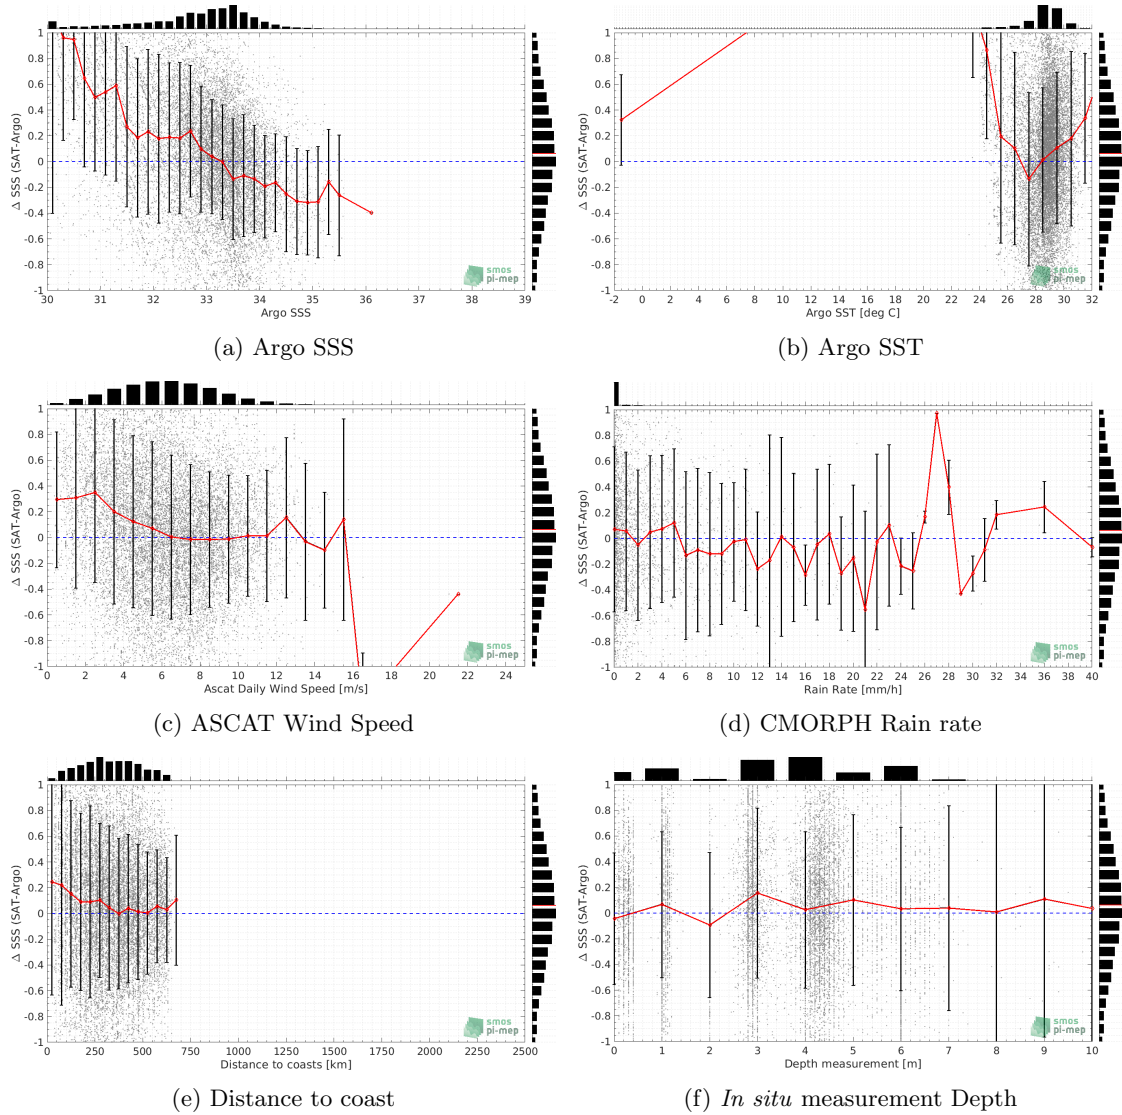 1
0.8
0.6
0.4
0.2
0
-0.2
-0.4
-0.6
-0.8
-1
Δ SSS (SAT-Argo)
smos
pi-mep
30 31 32 33 34 35 36 37 38 39
Argo SSS
(a) Argo SSS
1
0.8
0.6
0.4
0.2
0
-0.2
-0.4
-0.6
-0.8
-1
Δ SSS (SAT-Argo)
smos
pi-mep
-2 0 2 4 6 8 10 12 14 16 18 20 22 24 26 28 30 32
Argo SST [deg C]
(b) Argo SST
1
0.8
0.6
0.4
0.2
0
-0.2
-0.4
-0.6
-0.8
-1
Δ SSS (SAT-Argo)
smos
pi-mep
0 2 4 6 8 10 12 14 16 18 20 22 24
Ascat Daily Wind Speed [m/s]
(c) ASCAT Wind Speed
1
0.8
0.6
0.4
0.2
0
-0.2
-0.4
-0.6
-0.8
-1
Δ SSS (SAT-Argo)
smos
pi-mep
0 2 4 6 8 10 12 14 16 18 20 22 24 26 28 30 32 34 36 38 40
Rain Rate [mm/h]
(d) CMORPH Rain rate
1
0.8
0.6
0.4
0.2
0
-0.2
-0.4
-0.6
-0.8
-1
Δ SSS (SAT-Argo)
smos
pi-mep
0 250 500 750 1000 1250 1500 1750 2000 2250 2500
Distance to coasts [km]
(e) Distance to coast
1
0.8
0.6
0.4
0.2
0
-0.2
-0.4
-0.6
-0.8
-1
Δ SSS (SAT-Argo)
smos
pi-mep
0 1 2 3 4 5 6 7 8 9 10
Depth measurement [m]
(f) In situ measurement Depth